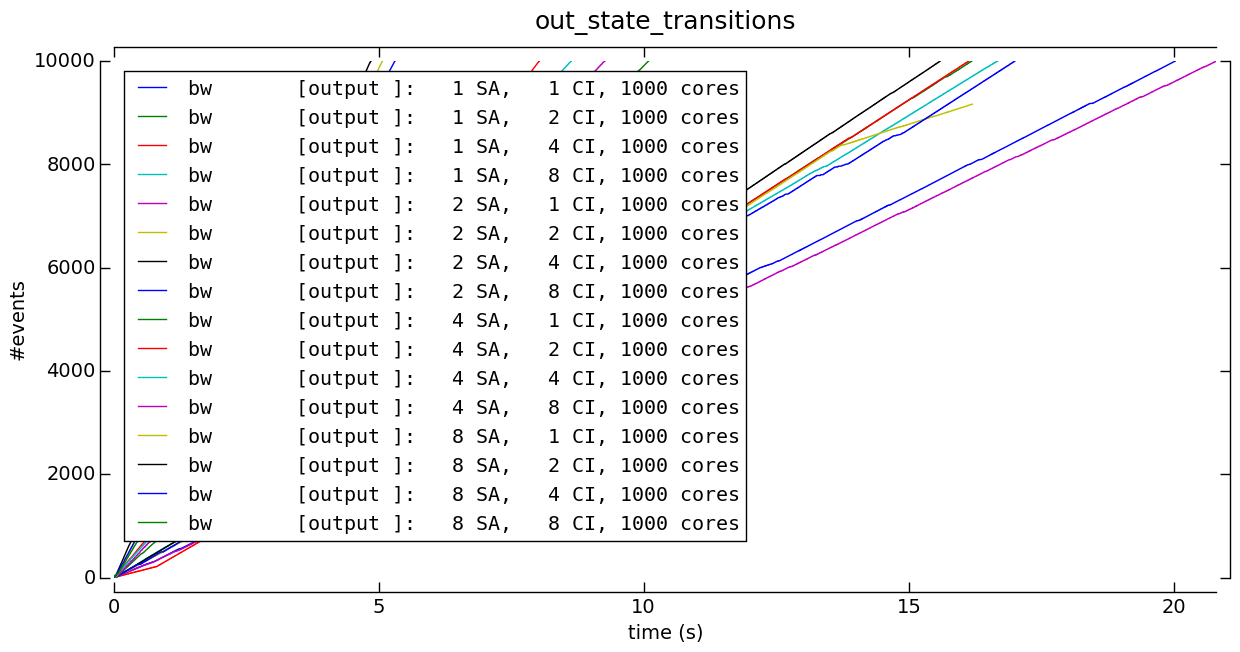 out_state_transitions
10000
8000
6000
4000
2000
0
#events
bw [output ]: 1 SA, 1 CI, 1000 cores
bw [output ]: 1 SA, 2 CI, 1000 cores
bw [output ]: 1 SA, 4 CI, 1000 cores
bw [output ]: 1 SA, 8 CI, 1000 cores
bw [output ]: 2 SA, 1 CI, 1000 cores
bw [output ]: 2 SA, 2 CI, 1000 cores
bw [output ]: 2 SA, 4 CI, 1000 cores
bw [output ]: 2 SA, 8 CI, 1000 cores
bw [output ]: 4 SA, 1 CI, 1000 cores
bw [output ]: 4 SA, 2 CI, 1000 cores
bw [output ]: 4 SA, 4 CI, 1000 cores
bw [output ]: 4 SA, 8 CI, 1000 cores
bw [output ]: 8 SA, 1 CI, 1000 cores
bw [output ]: 8 SA, 2 CI, 1000 cores
bw [output ]: 8 SA, 4 CI, 1000 cores
bw [output ]: 8 SA, 8 CI, 1000 cores
0 5 10 15 20
time (s)